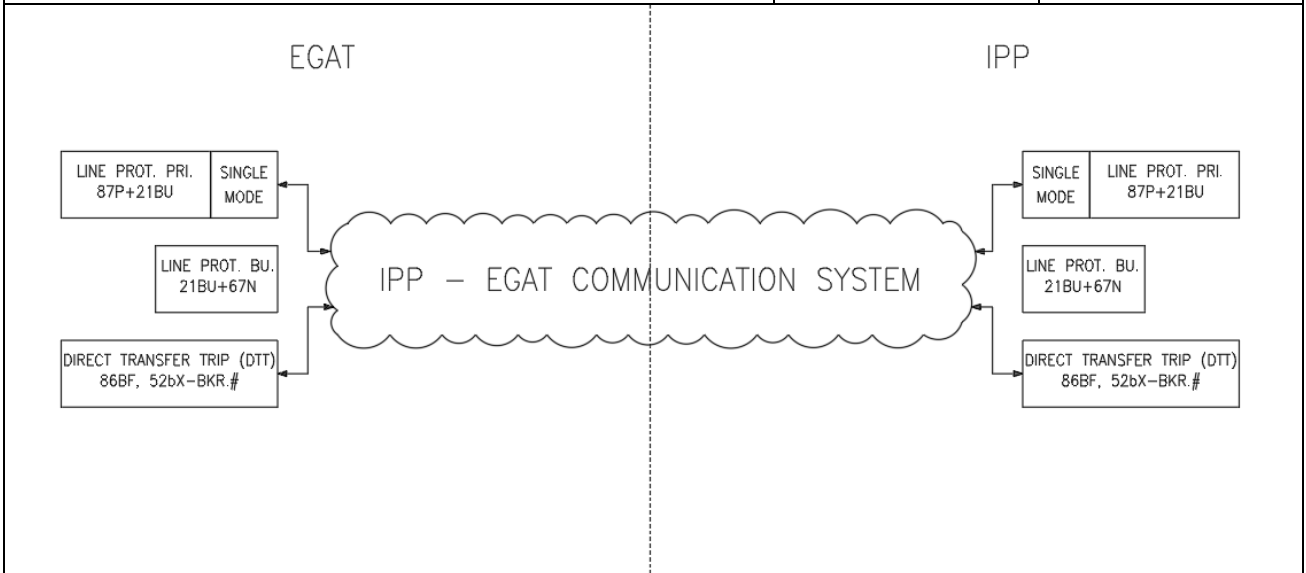 EGAT
IPP
LINE PROT. PRI.
87P+21BU
SINGLE
MODE
SINGLE
MODE
LINE PROT. PRI.
87P+21BU
LINE PROT. BU.
21BU+67N
IPP – EGAT COMMUNICATION SYSTEM
LINE PROT. BU.
21BU+67N
DIRECT TRANSFER TRIP (DTT)
86BF, 52bX–BKR.#
DIRECT TRANSFER TRIP (DTT)
86BF, 52bX–BKR.#